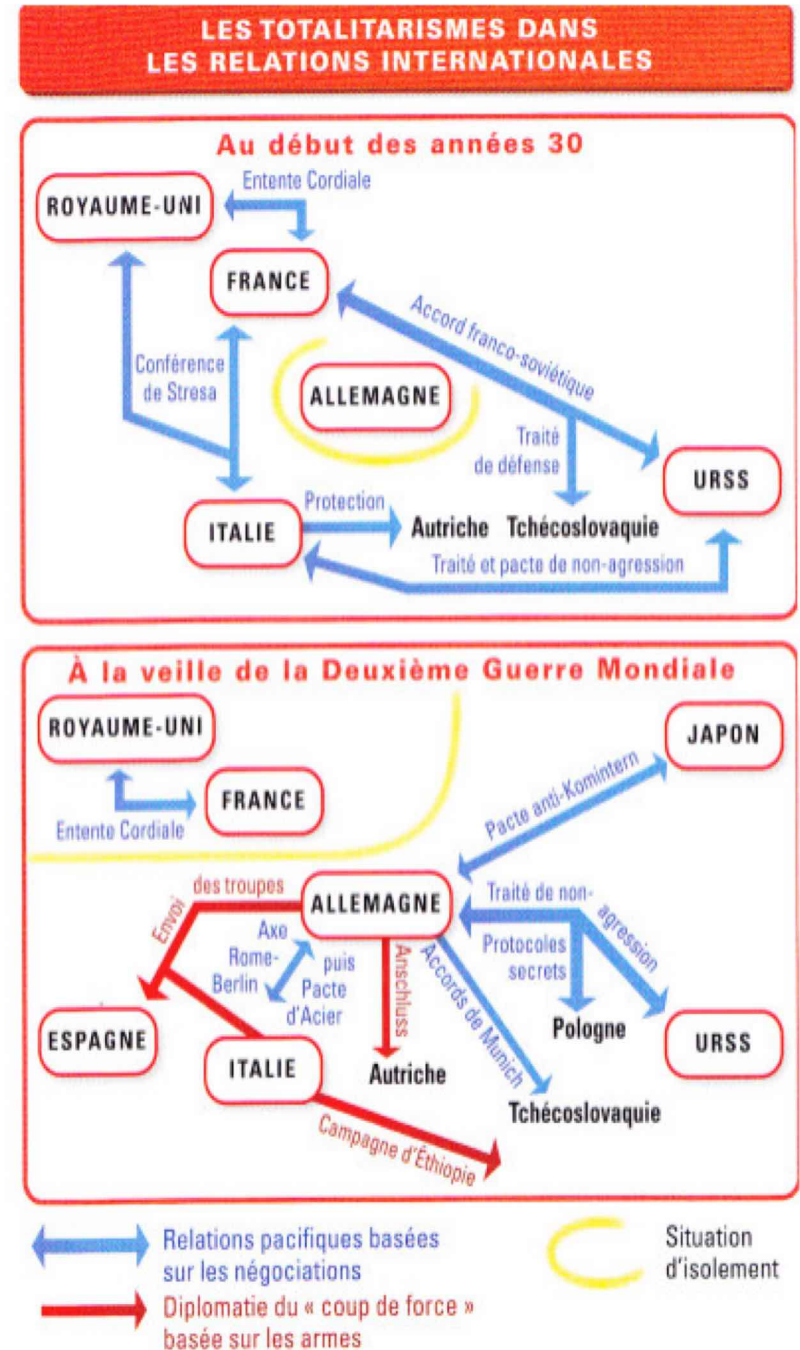 LES TOTALITARISMES DANS
LES RELATIONS INTERNATIONALES
Au début des années 30
Entente Cordiale
ROYAUME-UNI
FRANCE
Accord franco-soviétique
Conférence
de Stresa
ALLEMAGNE
Traité
de défense
URSS
Protection
ITALIE
Autriche
Tchécoslovaquie
Traité et pacte de non-agression
À la veille de la Deuxième Guerre Mondiale
ROYAUME-UNI
JAPON
FRANCE
Entente Cordiale
Pacte anti-Komintern
Envoi
des troupes
ALLEMAGNE
Traité de non-
agression
Axe
Rome-
Berlin
puis
Pacte
d'Acier
Anschluss
Accords de Munich
Protocoles
secrets
Pologne
ESPAGNE
URSS
ITALIE
Autriche
Tchécoslovaquie
Campagne d'Éthiopie
Relations pacifiques basées
sur les négociations
Situation
d'isolement
Diplomatie du « coup de force »
basée sur les armes